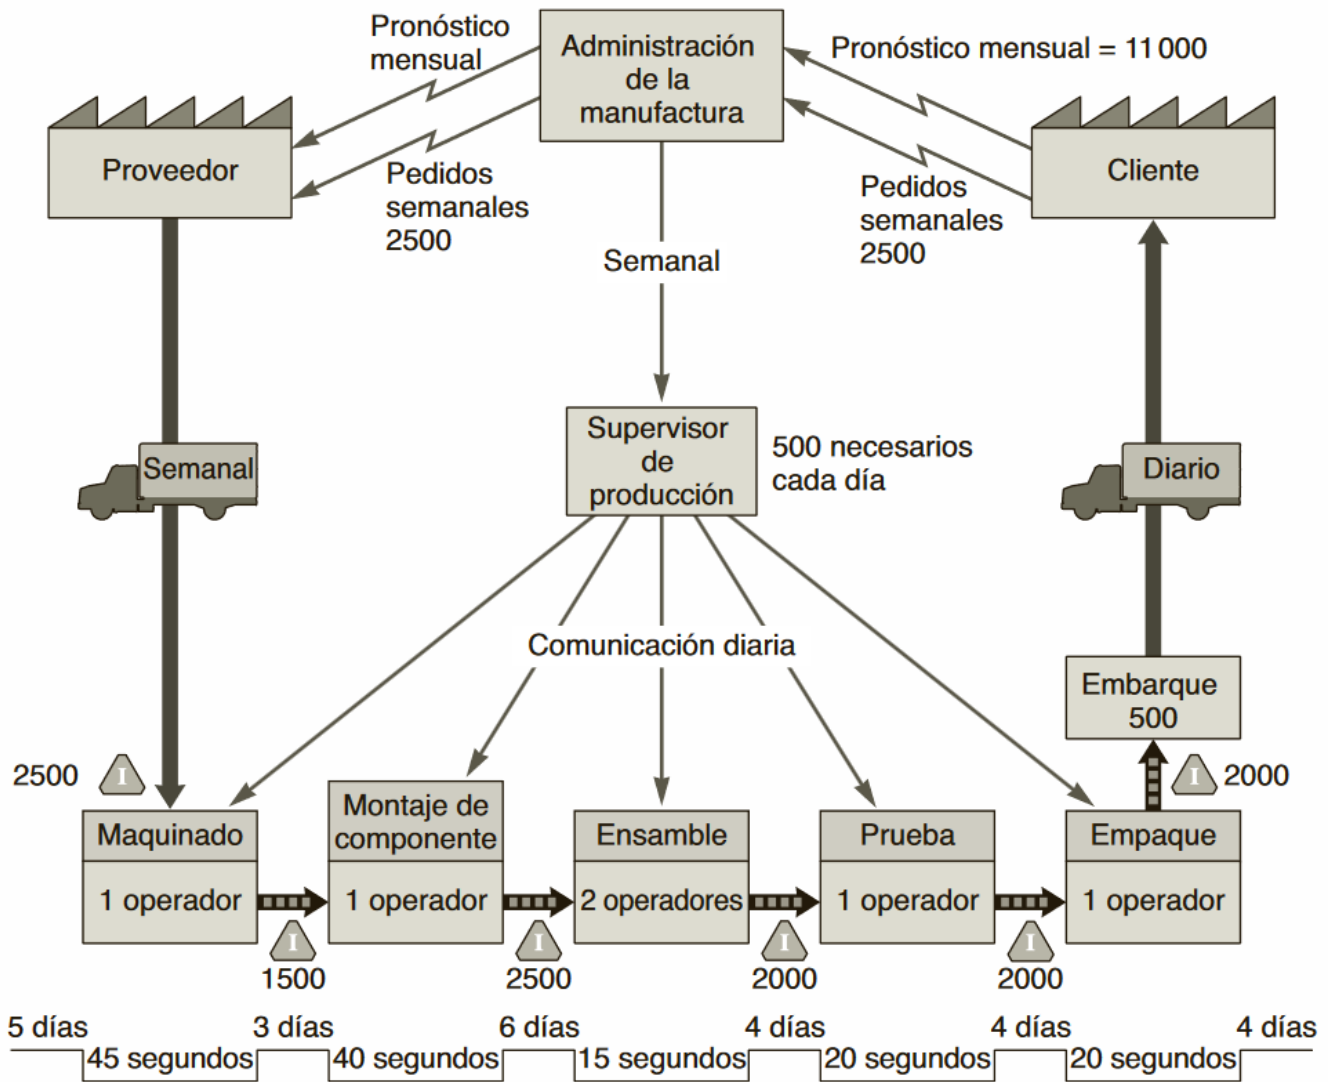 Pronóstico
mensual
Administración
de la
manufactura
Pronóstico mensual = 11 000
Proveedor
Pedidos
semanales
2500
Pedidos
semanales
2500
Cliente
Semanal
Semanal
Supervisor
de
producción
500 necesarios
cada día
Diario
Comunicación diaria
Embarque
500
2500
I
I
2000
Maquinado
1 operador
Montaje de
componente
1 operador
Ensamble
2 operadores
Prueba
1 operador
Empaque
1 operador
I
1500
I
2500
I
2000
I
2000
5 días
45 segundos
3 días
40 segundos
6 días
15 segundos
4 días
20 segundos
4 días
20 segundos
4 días